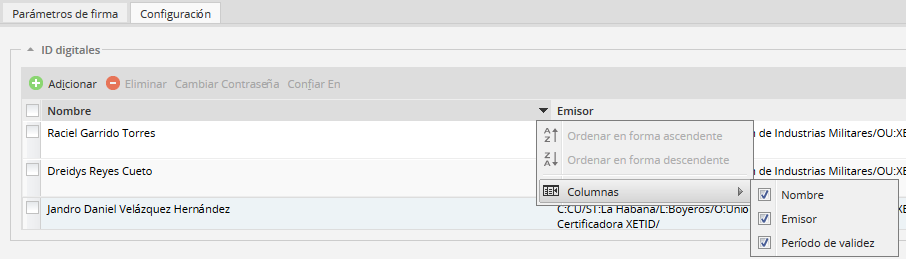 Parámetros de firma Configuración
ID digitales
Adicionar Eliminar Cambiar Contraseña Confiar En
Nombre Emisor
Raciel Garrido Torres
Ordenar en forma ascendente
de Industrias Militares/OU:XE
Dreidys Reyes Cueto
Ordenar en forma descendente
de Industrias Militares/OU:XE
Columnas
Nombre
Jandro Daniel Velázquez Hernández
C:CU/ST:La Habana/L:Boyeros/O:Unio
Emisor
Certificadora XETID/
Período de validez